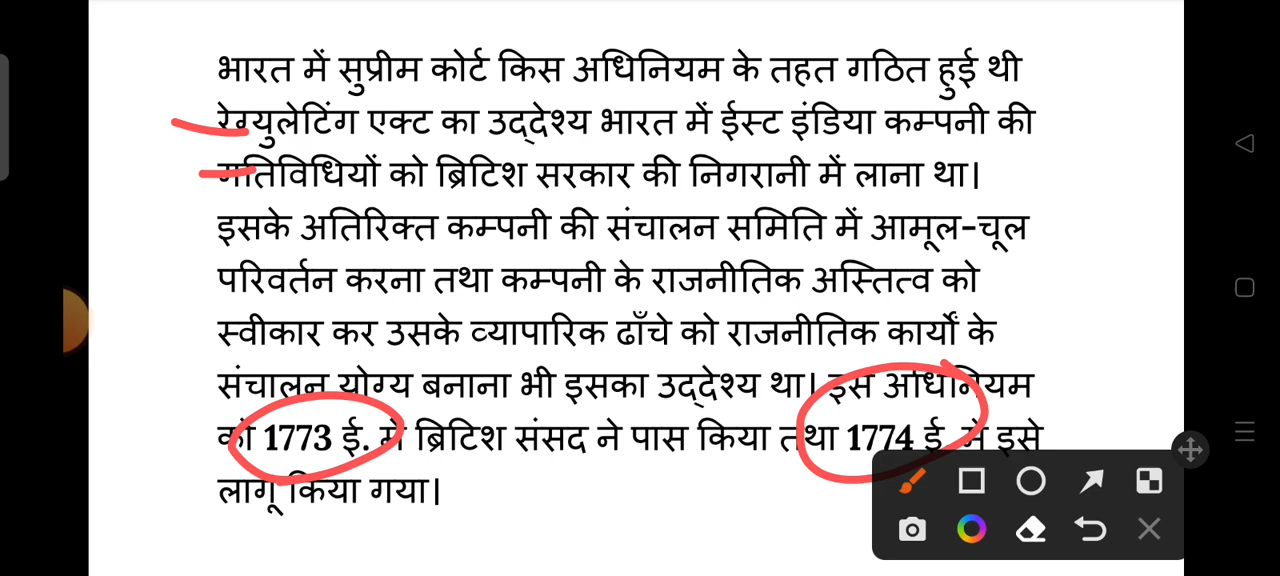 भारत में सुप्रीम कोर्ट किस अधिनियम के तहत गठित हुई थी
रेग्युलेटिंग एक्ट का उद्देश्य भारत में ईस्ट इंडिया कम्पनी की
गतिविधियों को ब्रिटिश सरकार की निगरानी में लाना था।
इसके अतिरिक्त कम्पनी की संचालन समिति में आमूल-चूल
परिवर्तन करना तथा कम्पनी के राजनीतिक अस्तित्व को
स्वीकार कर उसके व्यापारिक ढाँचे को राजनीतिक कार्यों के
संचालन योग्य बनाना भी इसका उद्देश्य था। इस अधिनियम
को 1773 ई. में ब्रिटिश संसद ने पास किया तथा 1774 ई. में इसे
लागू किया गया।